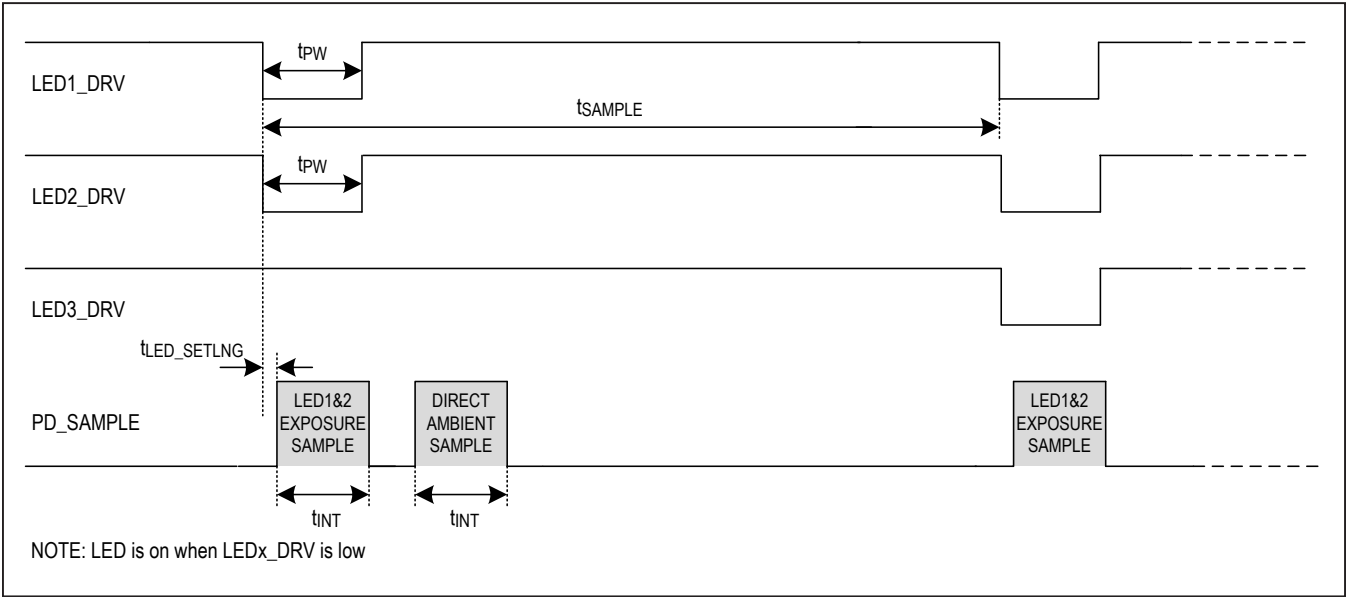 tPW
LED1_DRV
tSAMPLE
tPW
LED2_DRV
LED3_DRV
tLED_SETLNG
PD_SAMPLE
LED1&2
EXPOSURE
SAMPLE
DIRECT
AMBIENT
SAMPLE
LED1&2
EXPOSURE
SAMPLE
tINT
tINT
NOTE: LED is on when LEDx_DRV is low